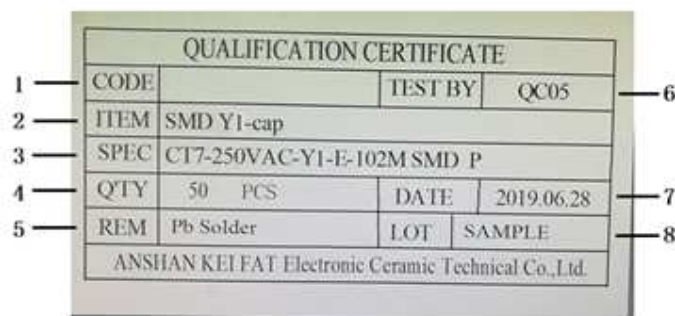 QUALIFICATION CERTIFICATE
1 CODE TEST BY QC05 6
2 ITEM SMD Y1-cap
3 SPEC CT7-250VAC-Y1-E-102M SMD P
4 Q'TY 50 PCS DATE 2019.06.28 7
5 REM Pb Solder LOT SAMPLE 8
ANSHAN KEI FAT Electronic Ceramic Technical Co.,Ltd.